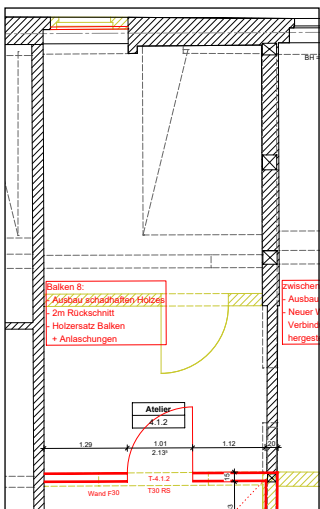 BH =
Balken 8:
- Ausbau schadhaften Holzes
- 2m Rückschnitt
- Holzersatz Balken
+ Anlaschungen
zwischen
- Ausbau
- Neuer W
Verbind
hergest
Atelier
4.1.2
1.29
1.01
1.12
20
2.13⁵
T-4.1.2
T30 RS
Wand F30
15